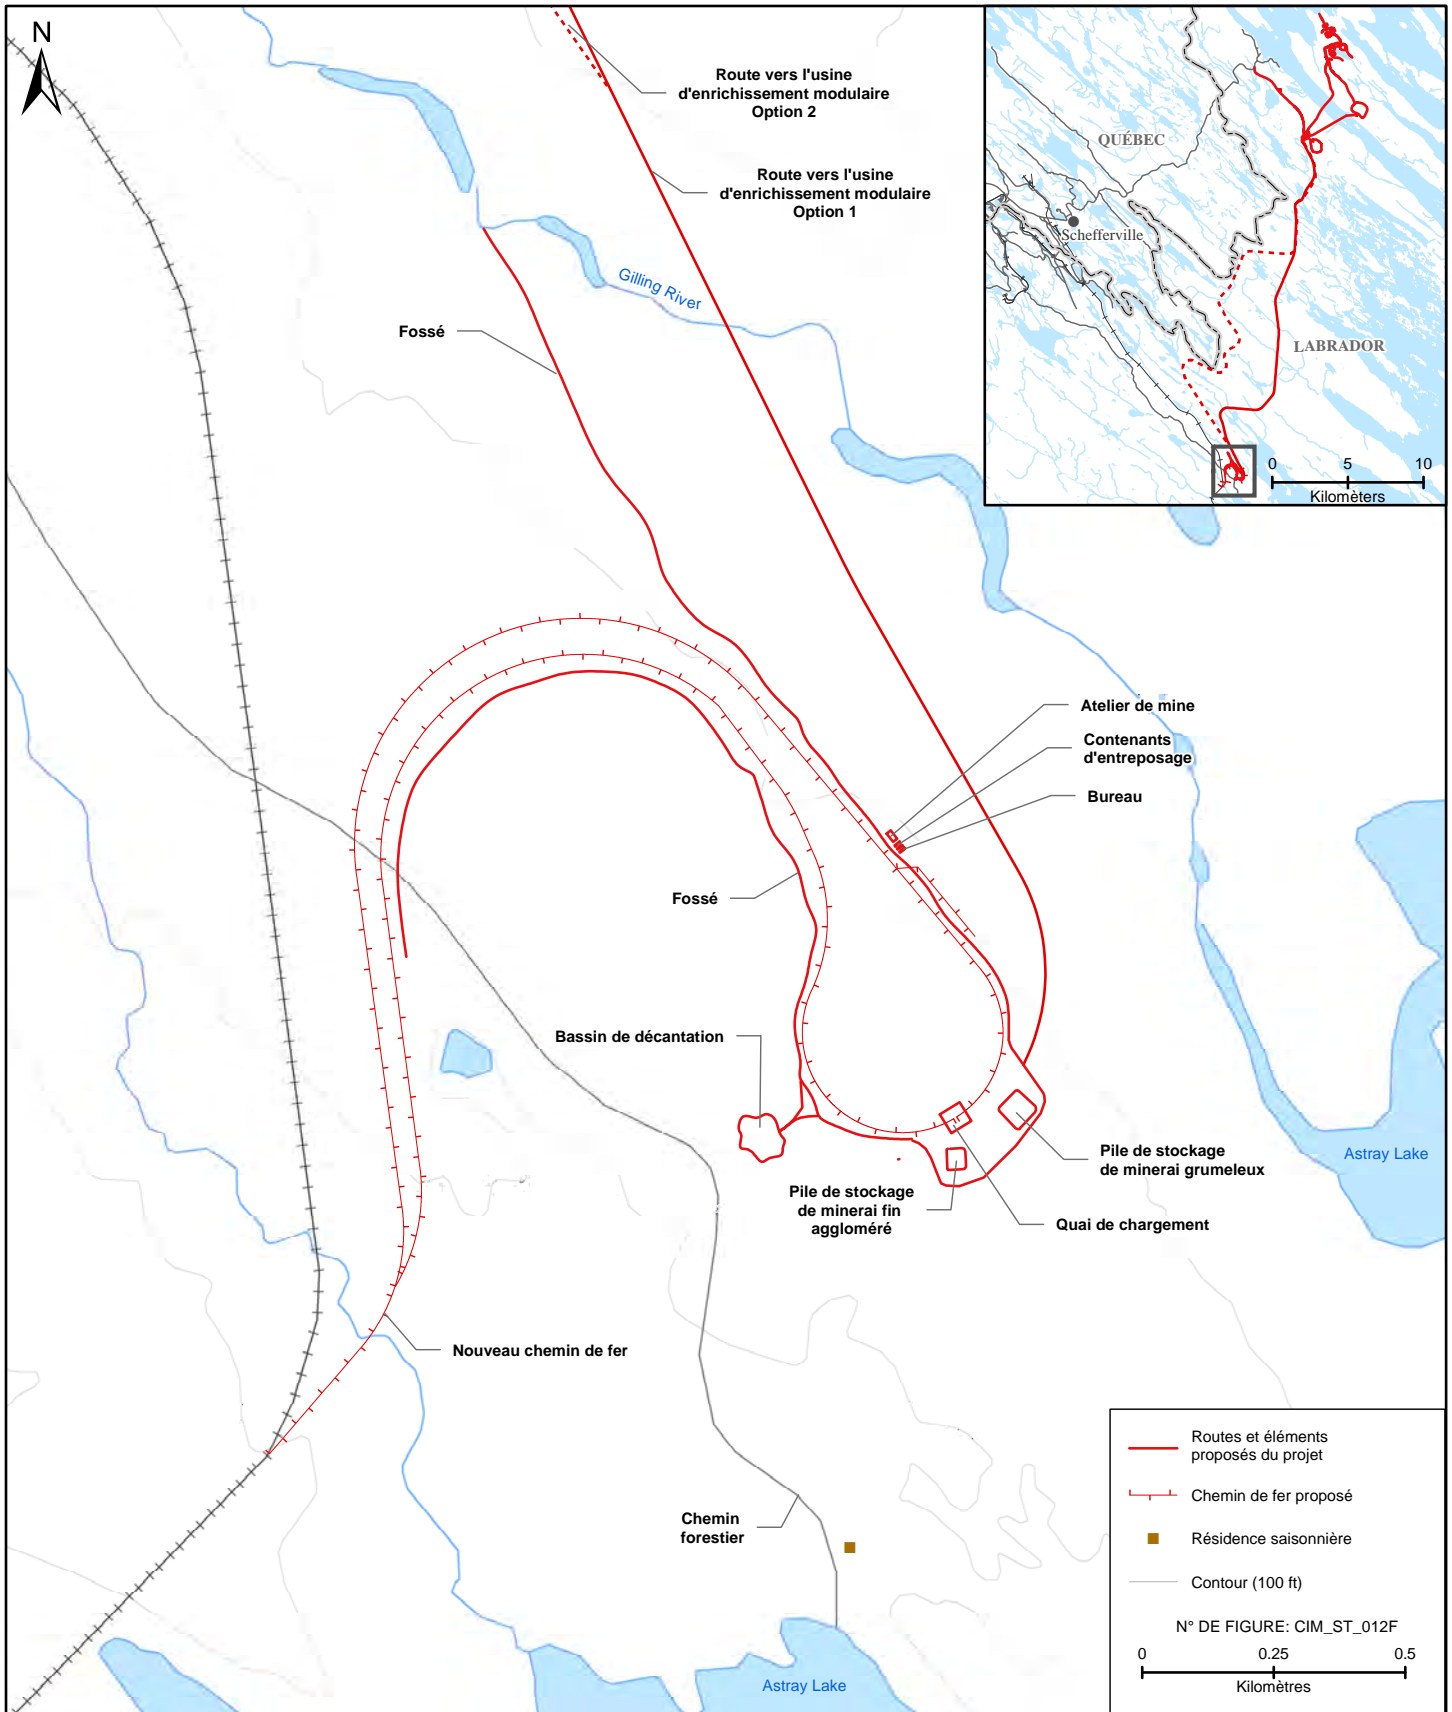 N
Route vers l'usine
d'enrichissement modulaire
Option 2
Route vers l'usine
d'enrichissement modulaire
Option 1
QUÉBEC
Schefferville
LABRADOR
0 5 10
Kilomèters
Gilling River
Fossé
Atelier de mine
Contenants
d'entreposage
Bureau
Fossé
Bassin de décantation
Pile de stockage
de minerai grumeleux
Astray Lake
Pile de stockage
de minerai fin
aggloméré
Quai de chargement
Nouveau chemin de fer
Chemin
forestier
Astray Lake
Routes et éléments
proposés du projet
Chemin de fer proposé
Résidence saisonnière
Contour (100 ft)
N° DE FIGURE: CIM_ST_012F
0 0.25 0.5
Kilomètres